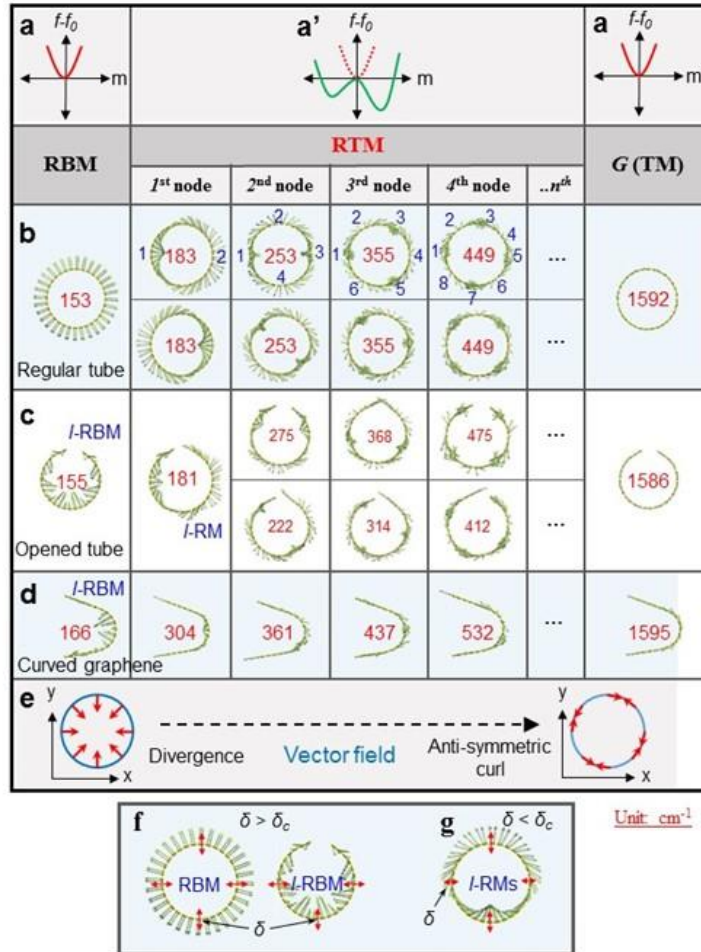 a
f-f0
m
a'
f-f0
m
a
f-f0
m
RBM
RTM
G (TM)
1st node
2nd node
3rd node
4th node
..nth
b
153
Regular tube
1
183
2
2
1
253
3
4
2
3
1
355
4
6
5
2
3
4
1
449
5
8
7
6
...
1592
183
253
355
449
...
c
l-RBM
155
Opened tube
181
l-RM
275
368
475
...
1586
222
314
412
...
d
l-RBM
166
Curved graphene
304
361
437
532
...
1595
e
y
x
Divergence
Vector field
Anti-symmetric
curl
y
x
f
δ > δc
RBM
l-RBM
δ
g
δ < δc
l-RMs
δ
Unit: cm-1